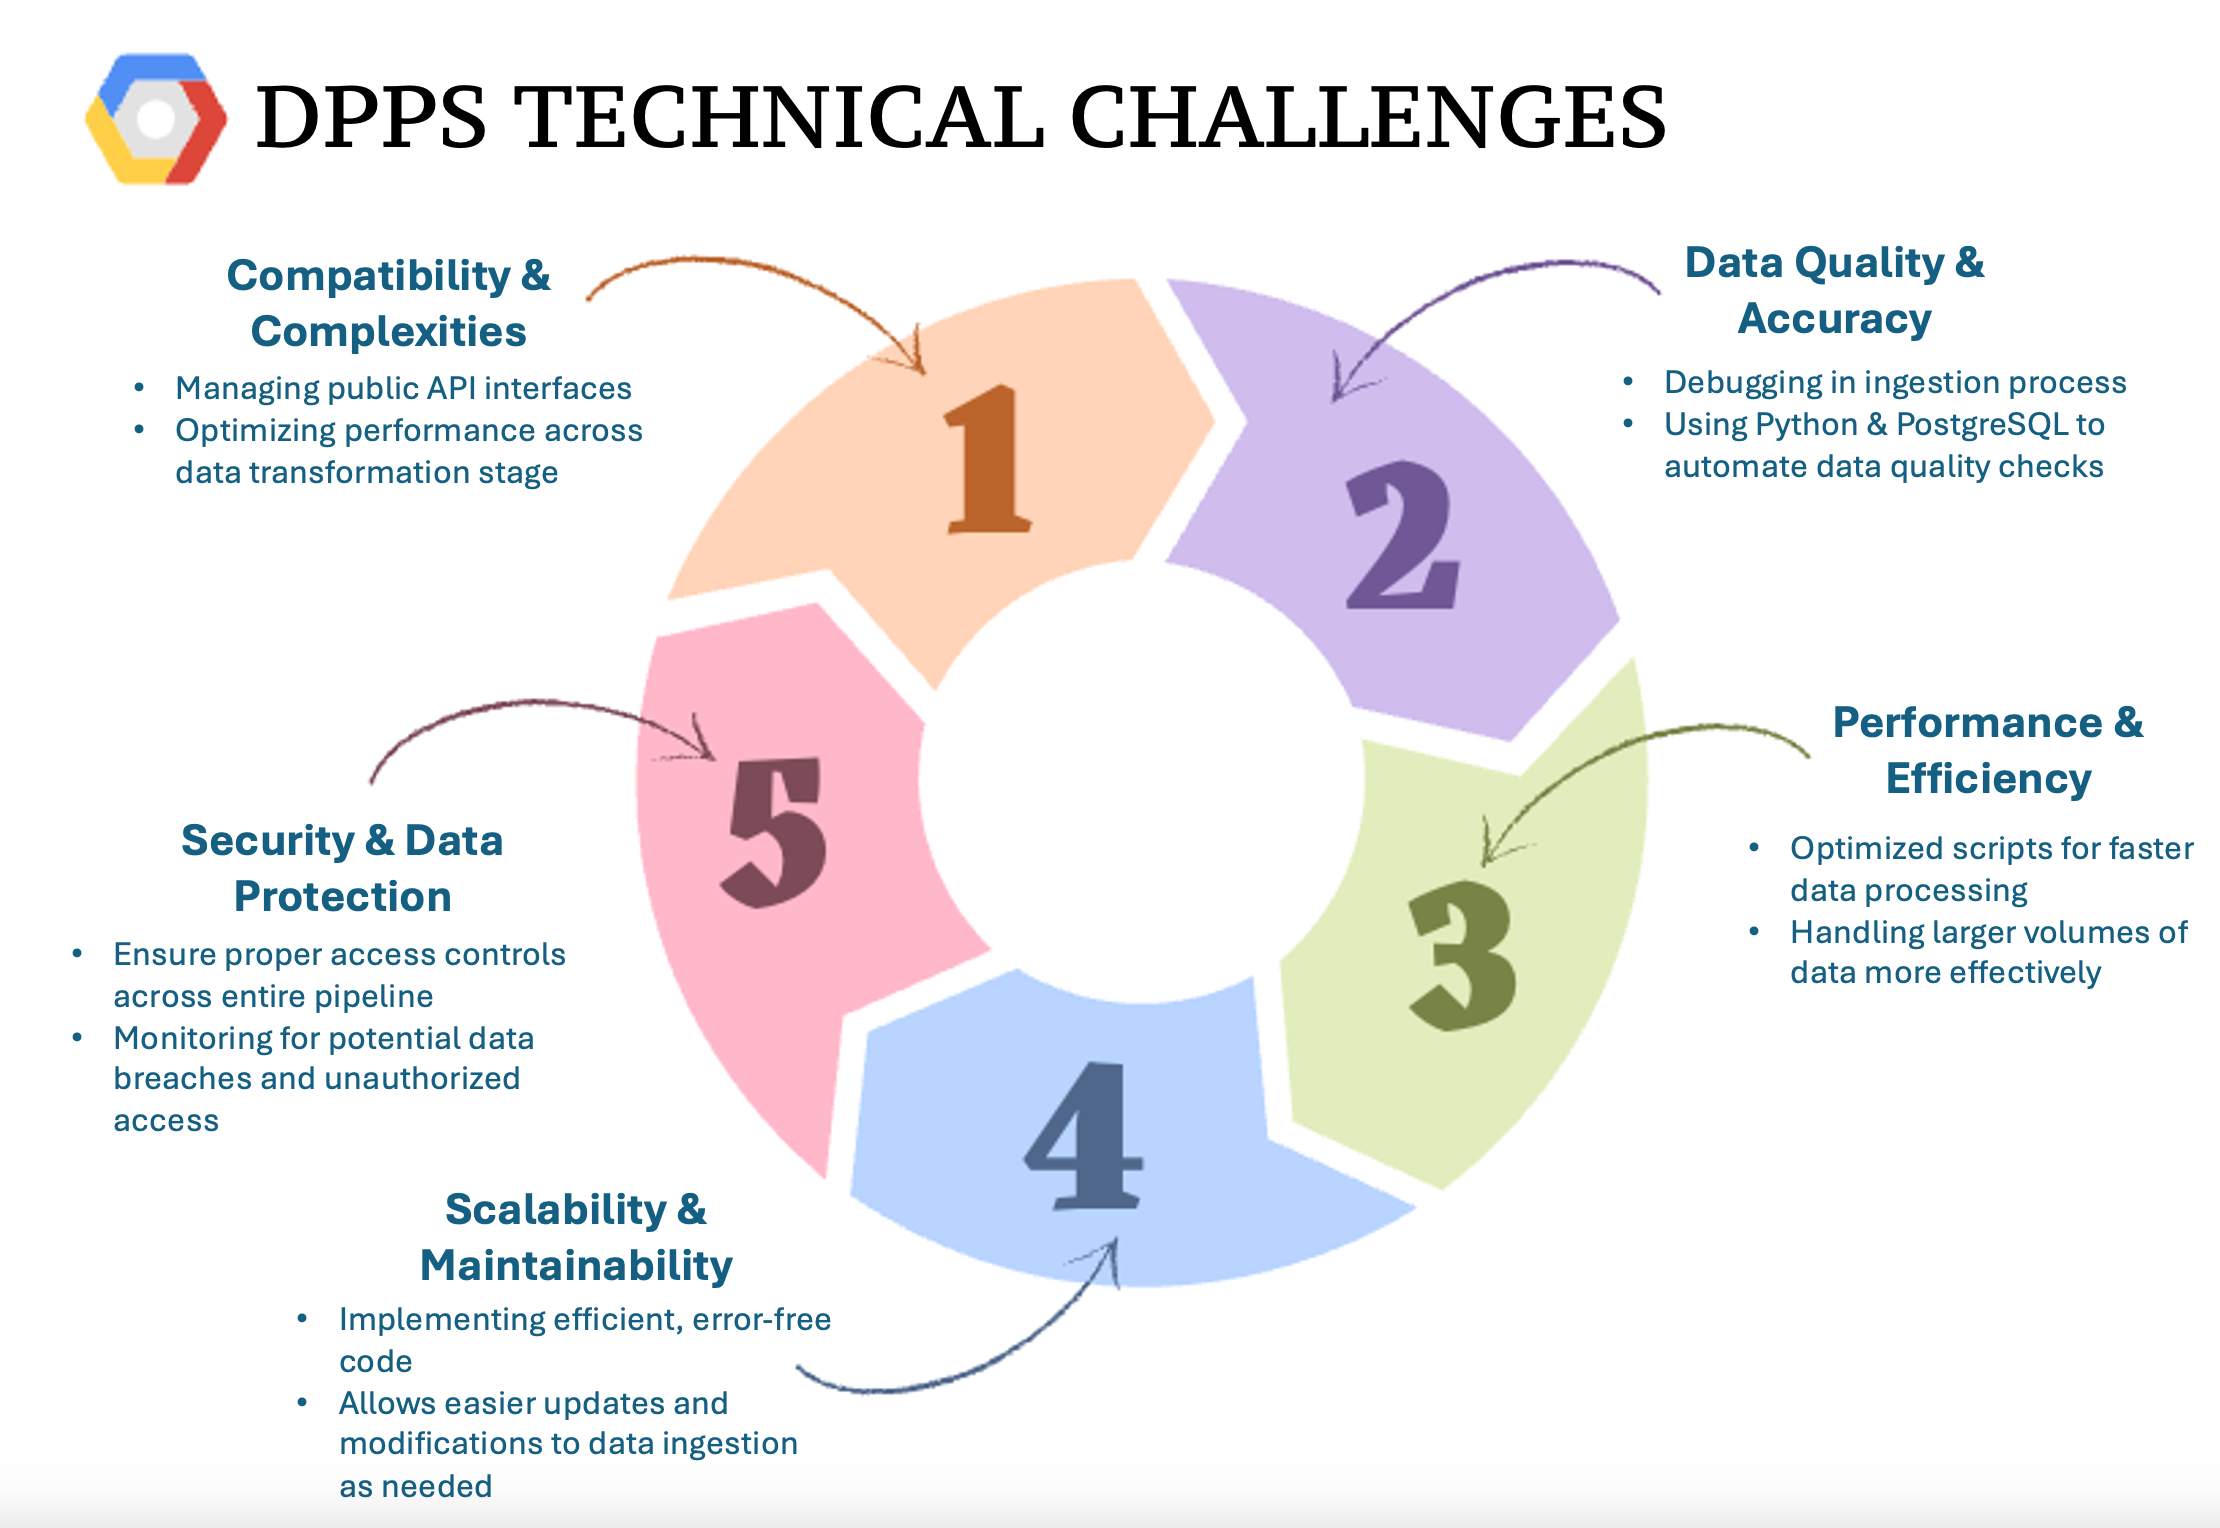 DPPS TECHNICAL CHALLENGES
Compatibility &
Complexities
• Managing public API interfaces
• Optimizing performance across
data transformation stage
1
Data Quality &
Accuracy
• Debugging in ingestion process
• Using Python & PostgreSQL to
automate data quality checks
2
Performance &
Efficiency
• Optimized scripts for faster
data processing
• Handling larger volumes of
data more effectively
3
Scalability &
Maintainability
• Implementing efficient, error-free
code
• Allows easier updates and
modifications to data ingestion
as needed
4
Security & Data
Protection
• Ensure proper access controls
across entire pipeline
• Monitoring for potential data
breaches and unauthorized
access
5